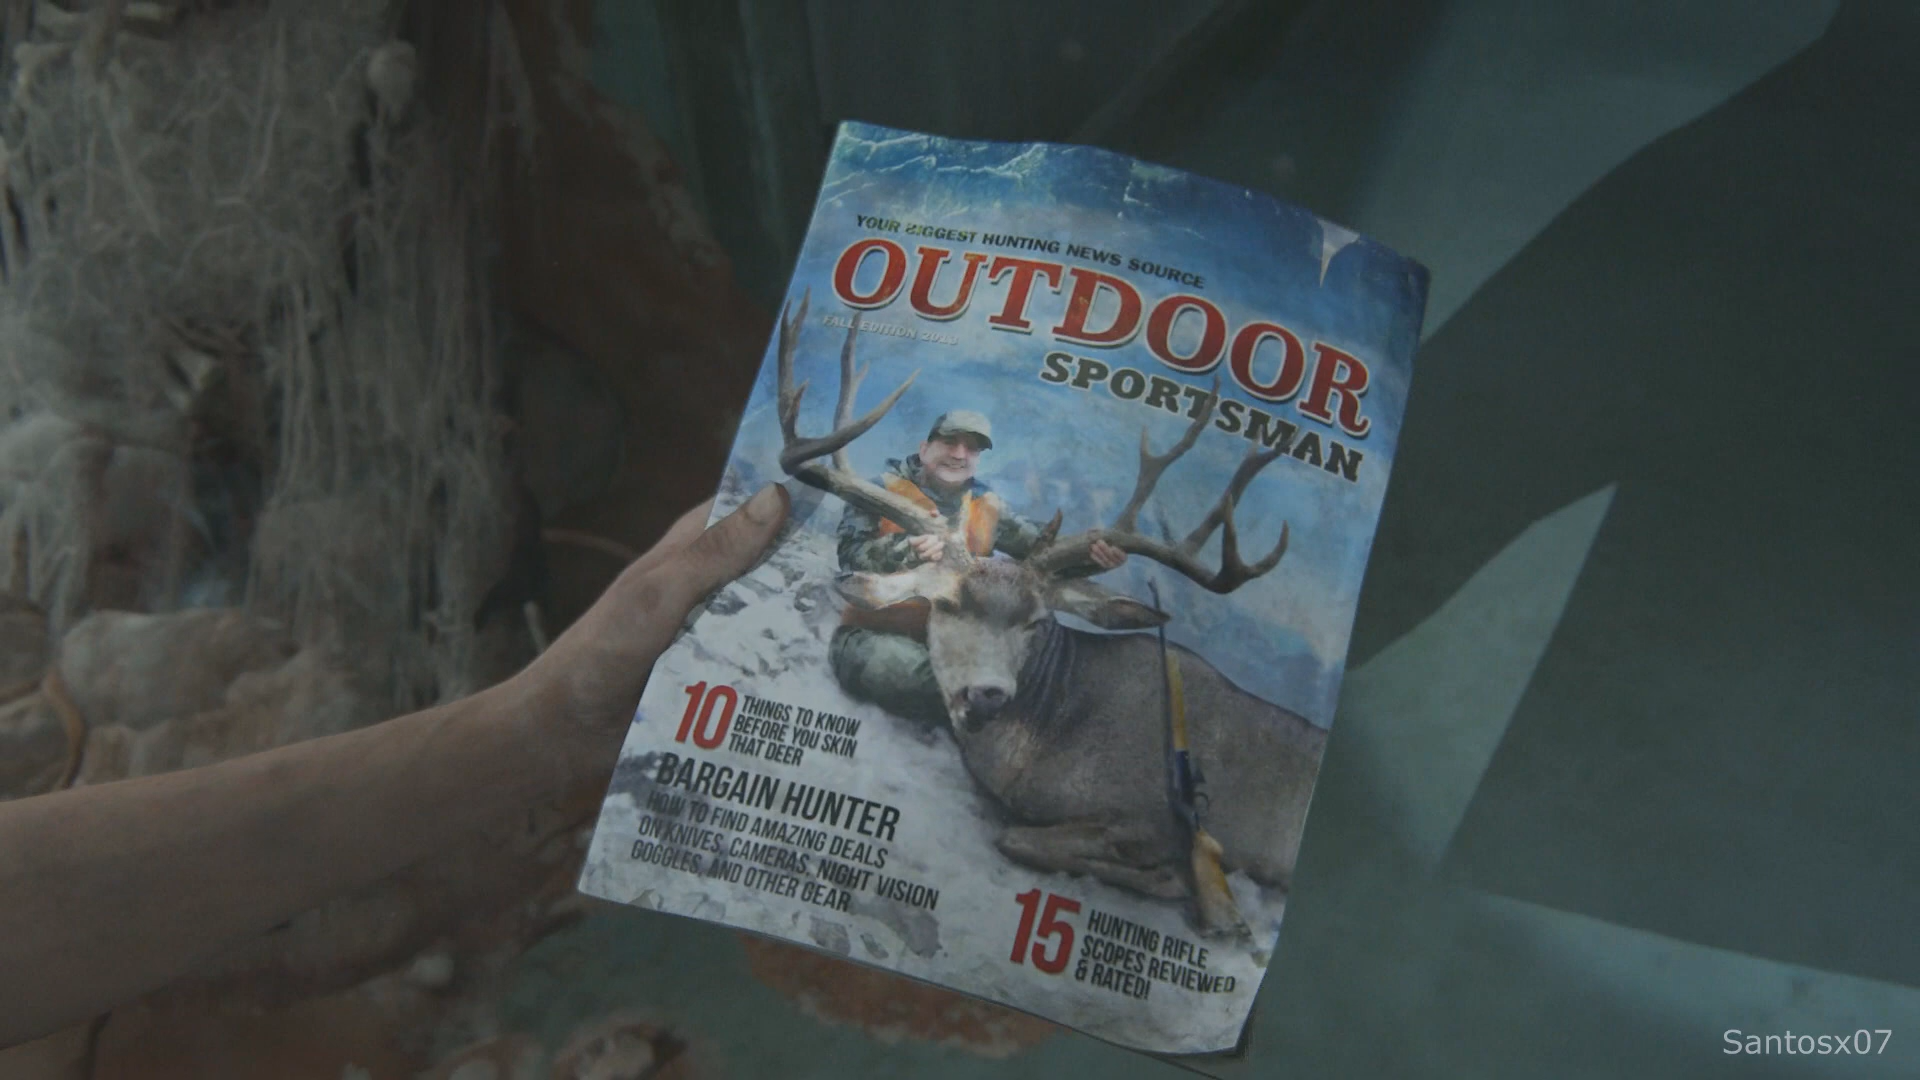 YOUR BIGGEST HUNTING NEWS SOURCE
OUTDOOR
FALL EDITION 2013
SPORTSMAN
10 THINGS TO KNOW
BEFORE YOU SKIN
THAT DEER
BARGAIN HUNTER
HOW TO FIND AMAZING DEALS
ON KNIVES, CAMERAS, NIGHT VISION
GOGGLES, AND OTHER GEAR
15 HUNTING RIFLE
SCOPES REVIEWED
& RATED!
Santosx07